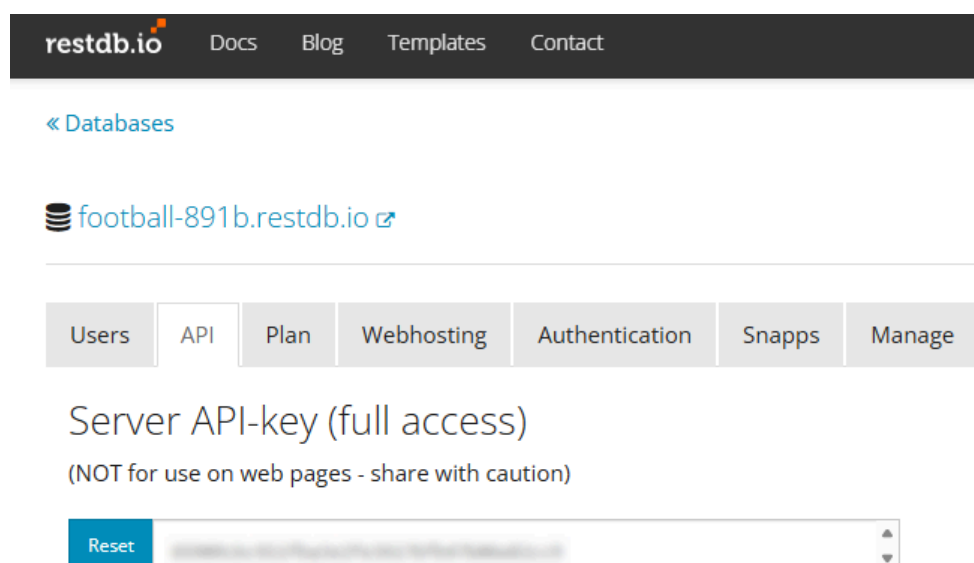 restdb.io Docs Blog Templates Contact
« Databases
football-891b.restdb.io
Users API Plan Webhosting Authentication Snapps Manage
Server API-key (full access)
(NOT for use on web pages - share with caution)
Reset